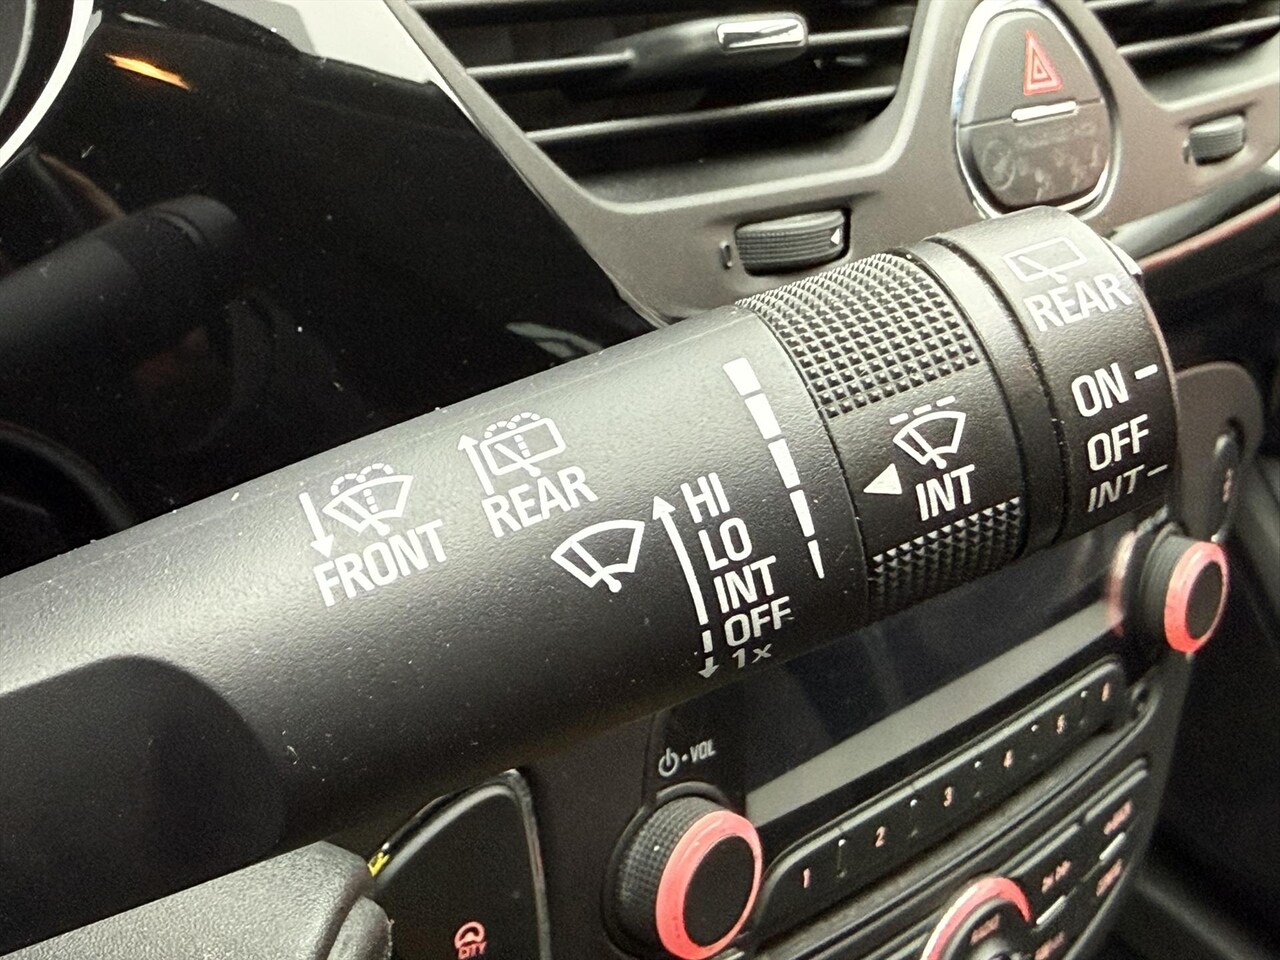 REAR
ON
OFF
INT
INT
REAR
FRONT
HI
LO
INT
OFF
1x
VOL
1
2
3
4
5
6
CITY